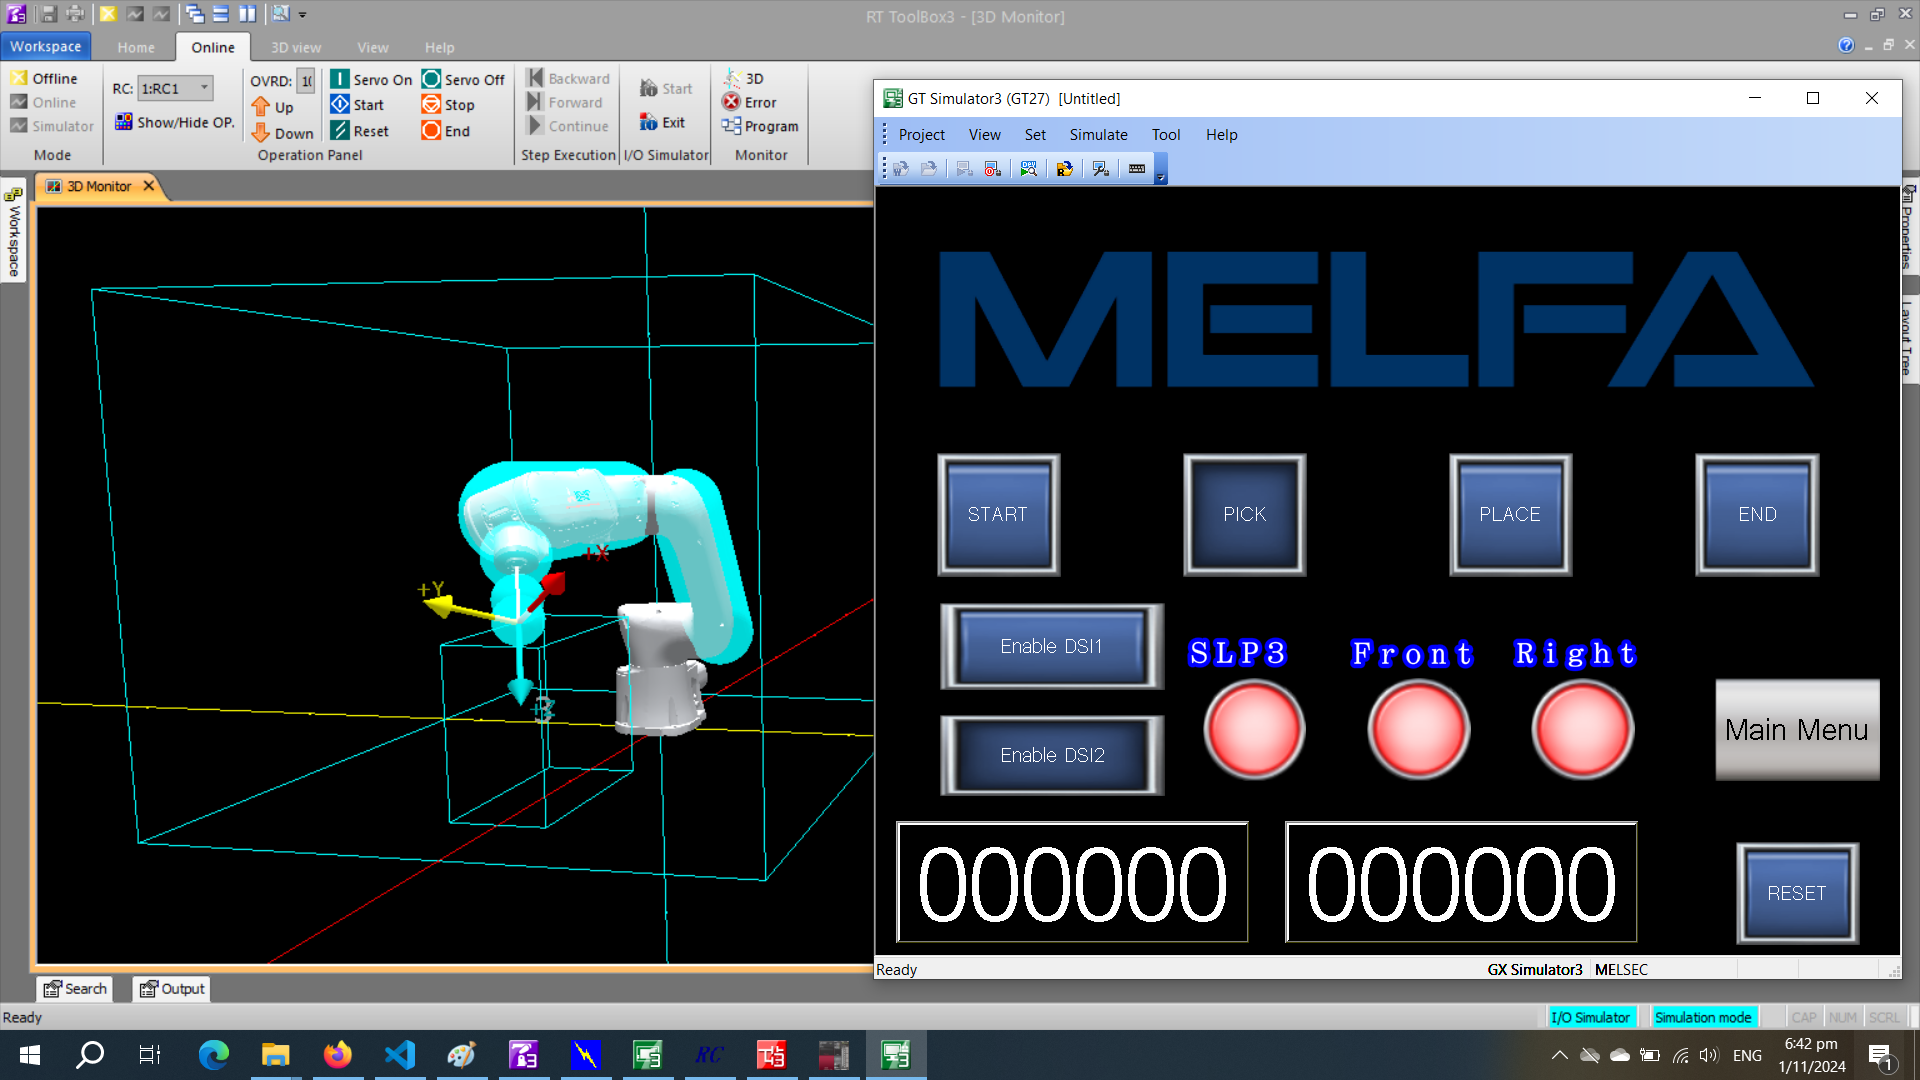 RT ToolBox3 - [3D Monitor]
Workspace
Home
Online
3D view
View
Help
Offline
Online
Simulator
Mode
RC: 1:RC1
Show/Hide OP.
OVRD:
Up
Down
Servo On
Start
Reset
Servo Off
Stop
End
Operation Panel
Backward
Forward
Continue
Step Execution
Start
Exit
I/O Simulator
3D
Error
Program
Monitor
3D Monitor
Workspace
Properties
Layout Tree
+X
+Y
GT Simulator3 (GT27) [Untitled]
Project View Set Simulate Tool Help
MELFA
START
PICK
PLACE
END
Enable DSI1
Enable DSI2
SLP3
Front
Right
Main Menu
000000
000000
RESET
Ready
GX Simulator3
MELSEC
Search
Output
Ready
I/O Simulator
Simulation mode
CAP
NUM
SCRL
ENG
6:42 pm
1/11/2024
1